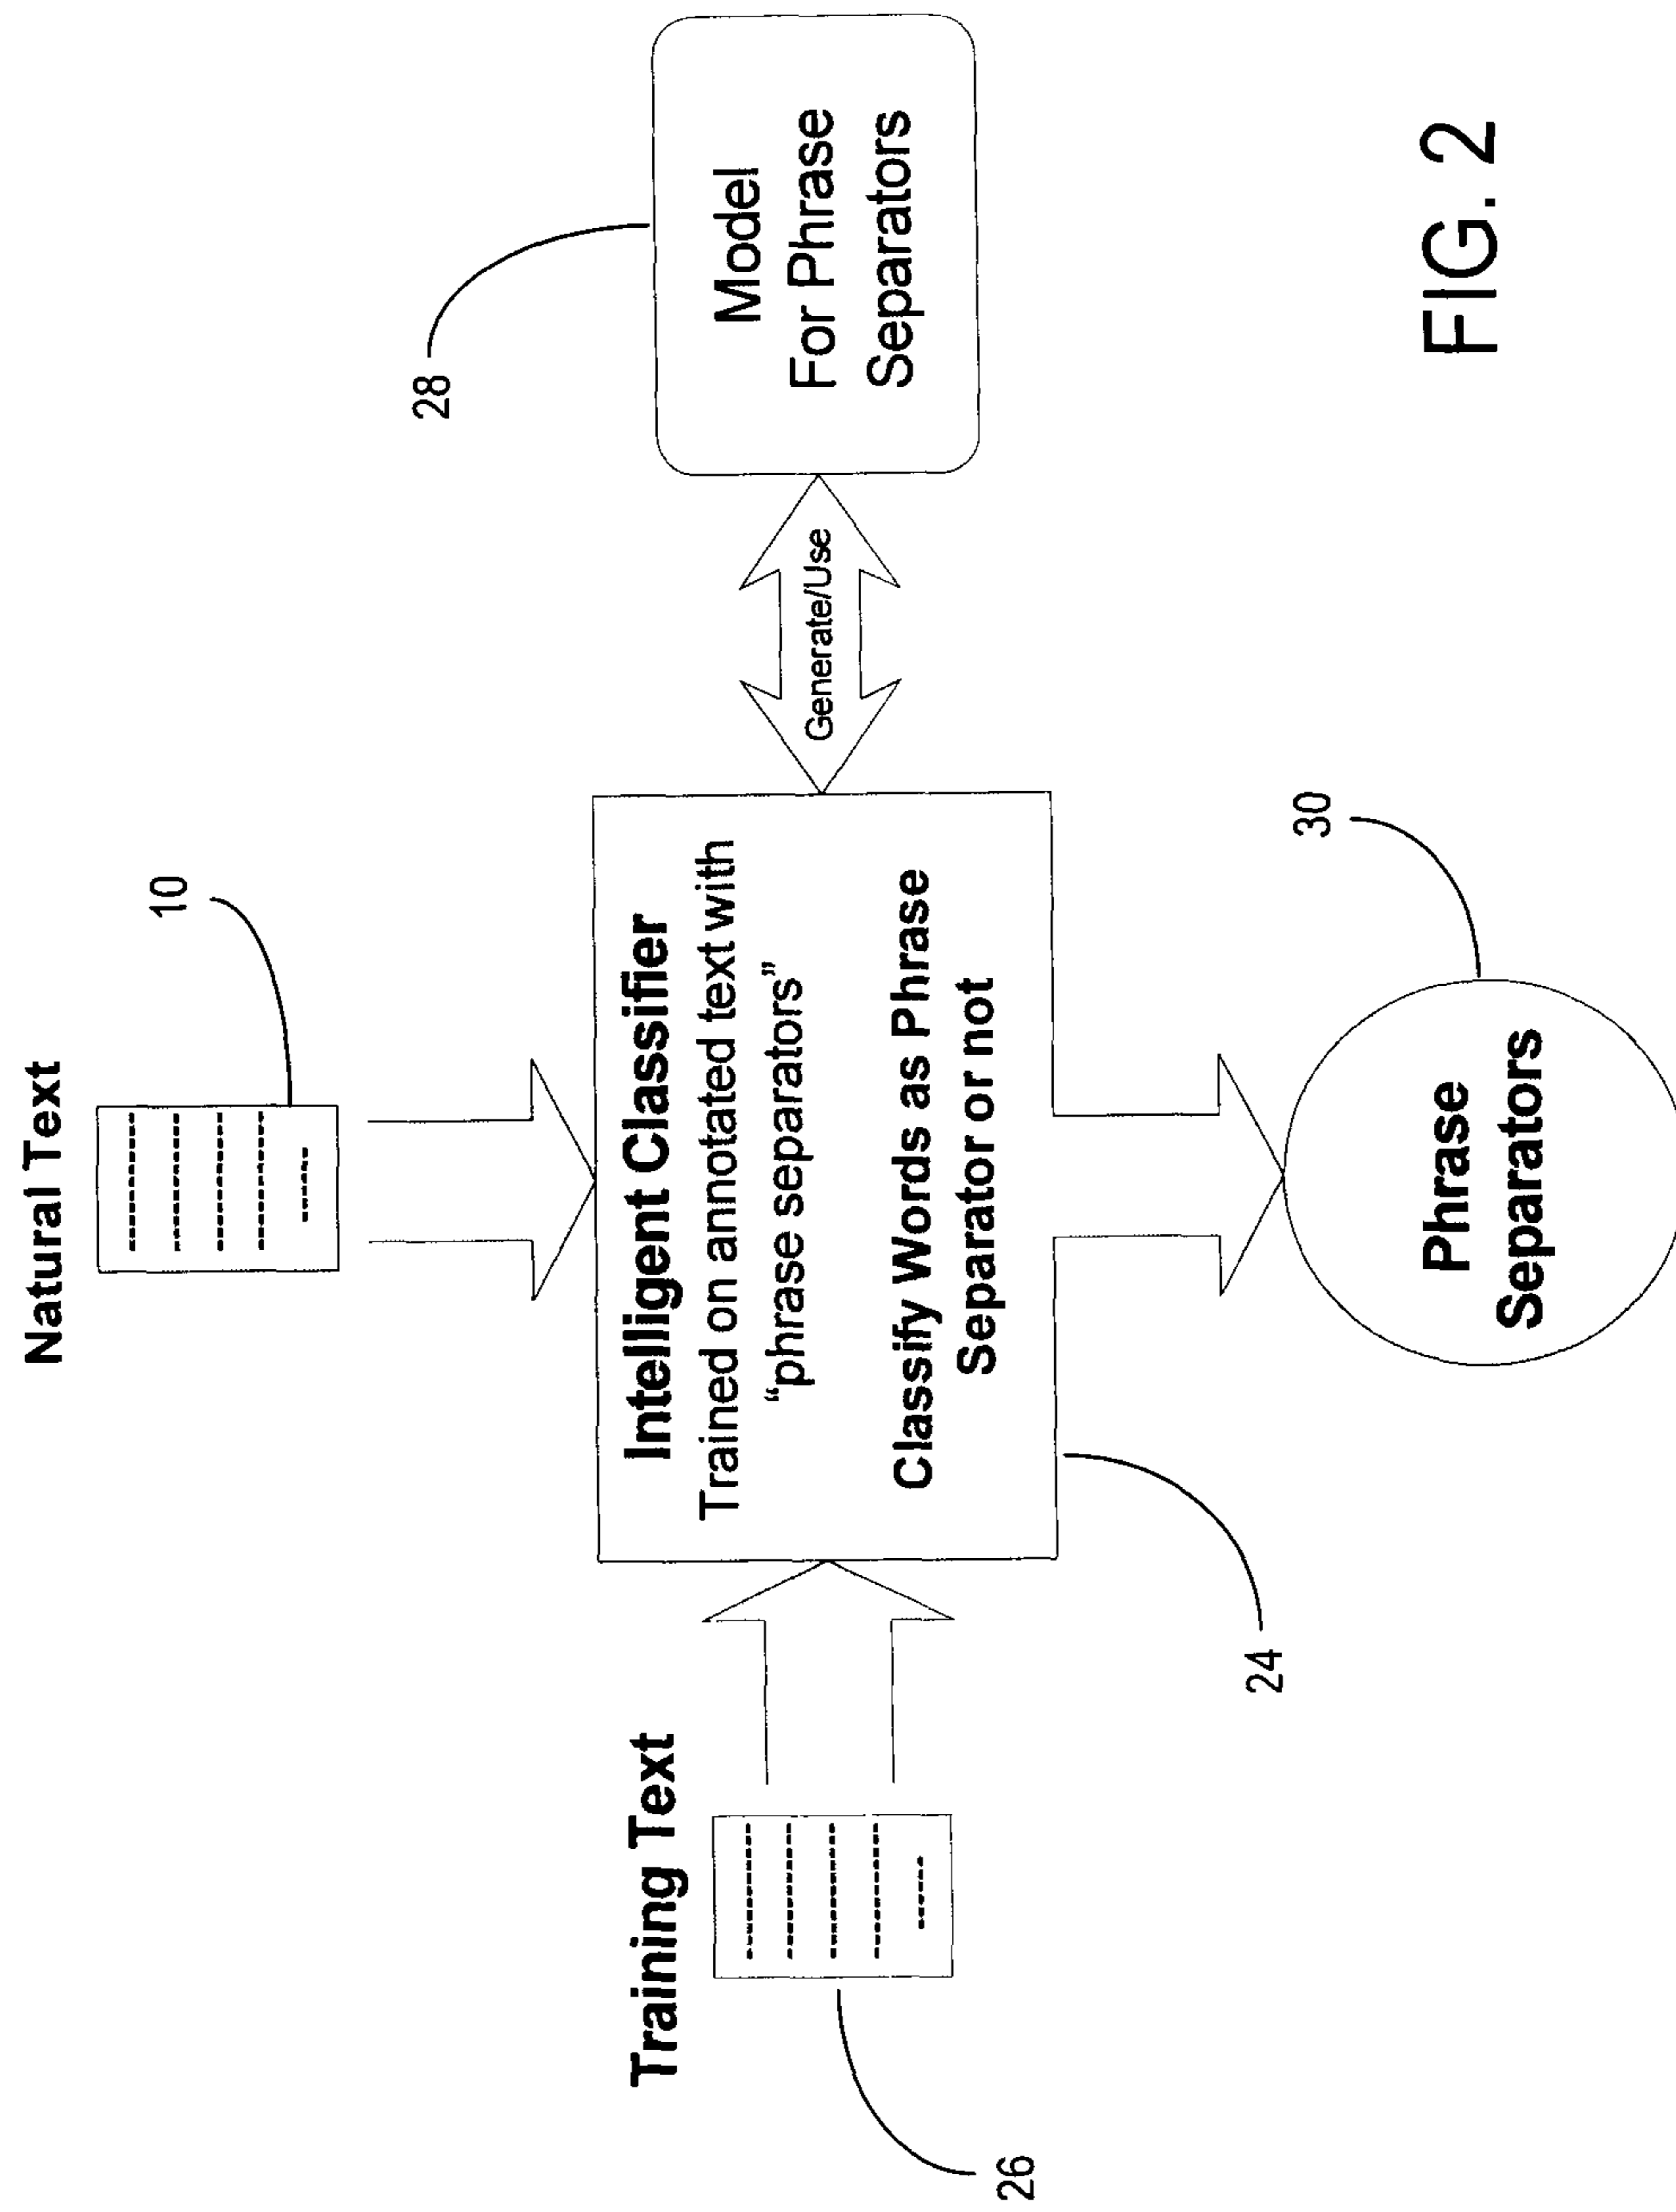 Natural Text
10
Training Text
26
Intelligent Classifier
Trained on annotated text with
“phrase separators”
Classify Words as Phrase
Separator or not
24
Generate/Use
28
Model
For Phrase
Separators
30
Phrase
Separators
FIG. 2